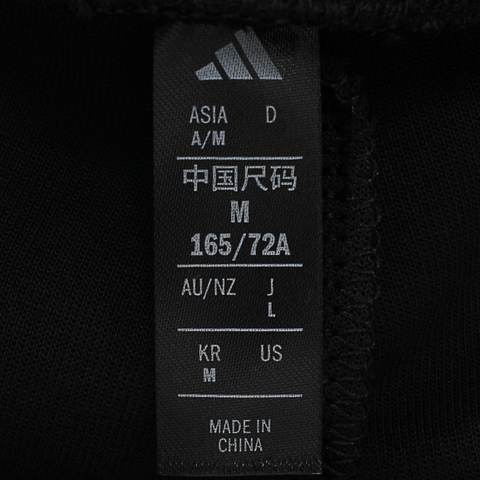 ASIA D
A/M
中国尺码
M
165/72A
AU/NZ J
L
KR US
M
MADE IN
CHINA